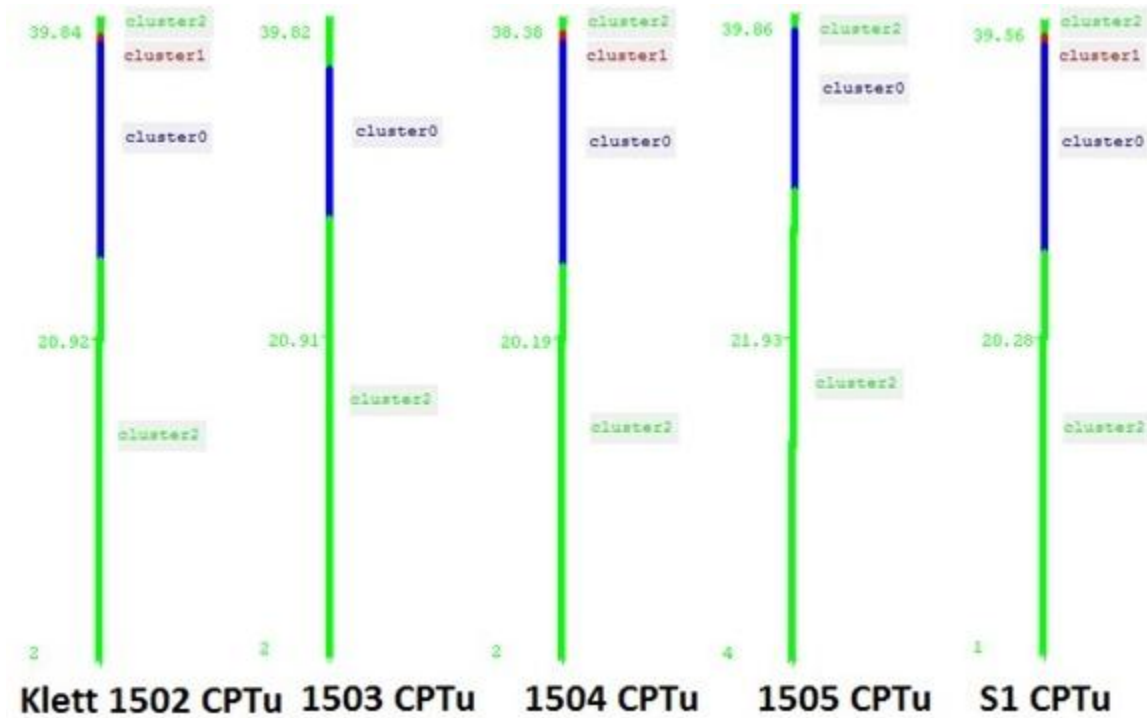 39.84 cluster2
cluster1
cluster0
20.92
cluster2
2
Klett 1502 CPTu
39.82
cluster0
20.91
cluster2
2
1503 CPTu
38.38 cluster2
cluster1
cluster0
20.19
cluster2
2
1504 CPTu
39.86 cluster2
cluster0
21.93
cluster2
4
1505 CPTu
39.56 cluster2
cluster1
cluster0
20.28
cluster2
1
S1 CPTu